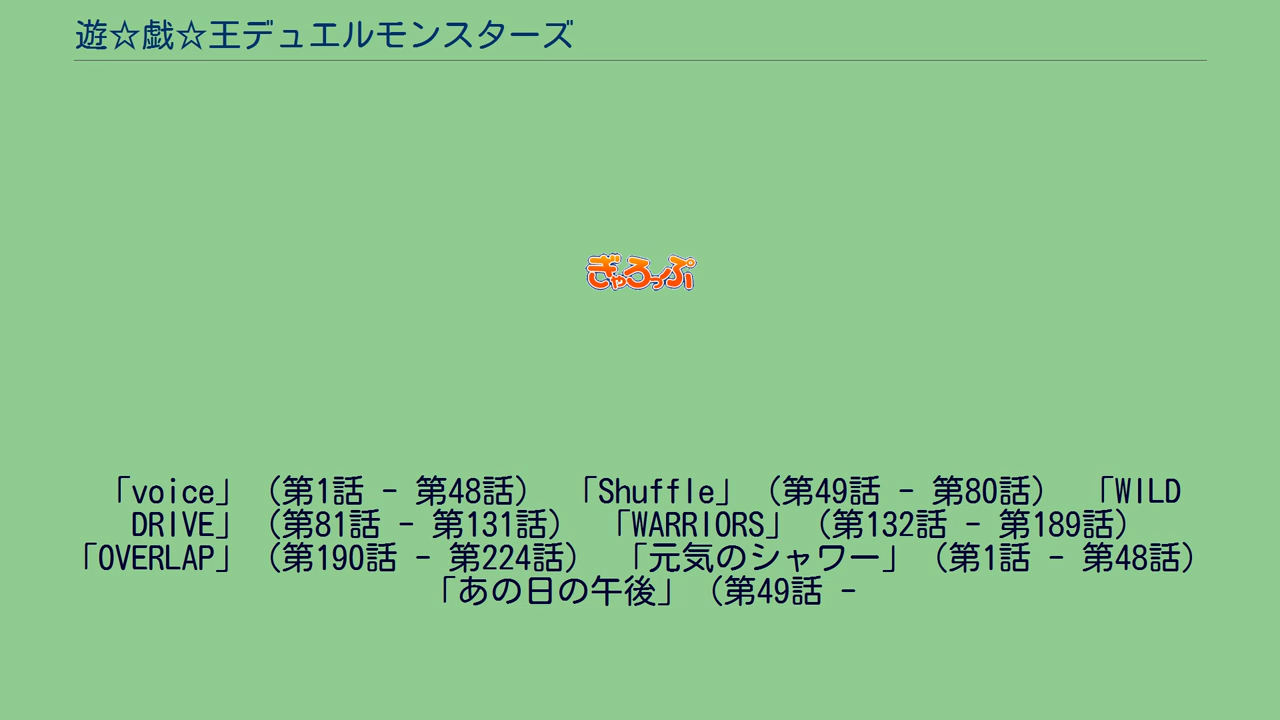 遊☆戯☆王デュエルモンスターズ
ぎゃろっぷ
「voice」（第1話 - 第48話） 「Shuffle」（第49話 - 第80話） 「WILD
DRIVE」（第81話 - 第131話） 「WARRIORS」（第132話 - 第189話）
「OVERLAP」（第190話 - 第224話） 「元気のシャワー」（第1話 - 第48話）
「あの日の午後」（第49話 -